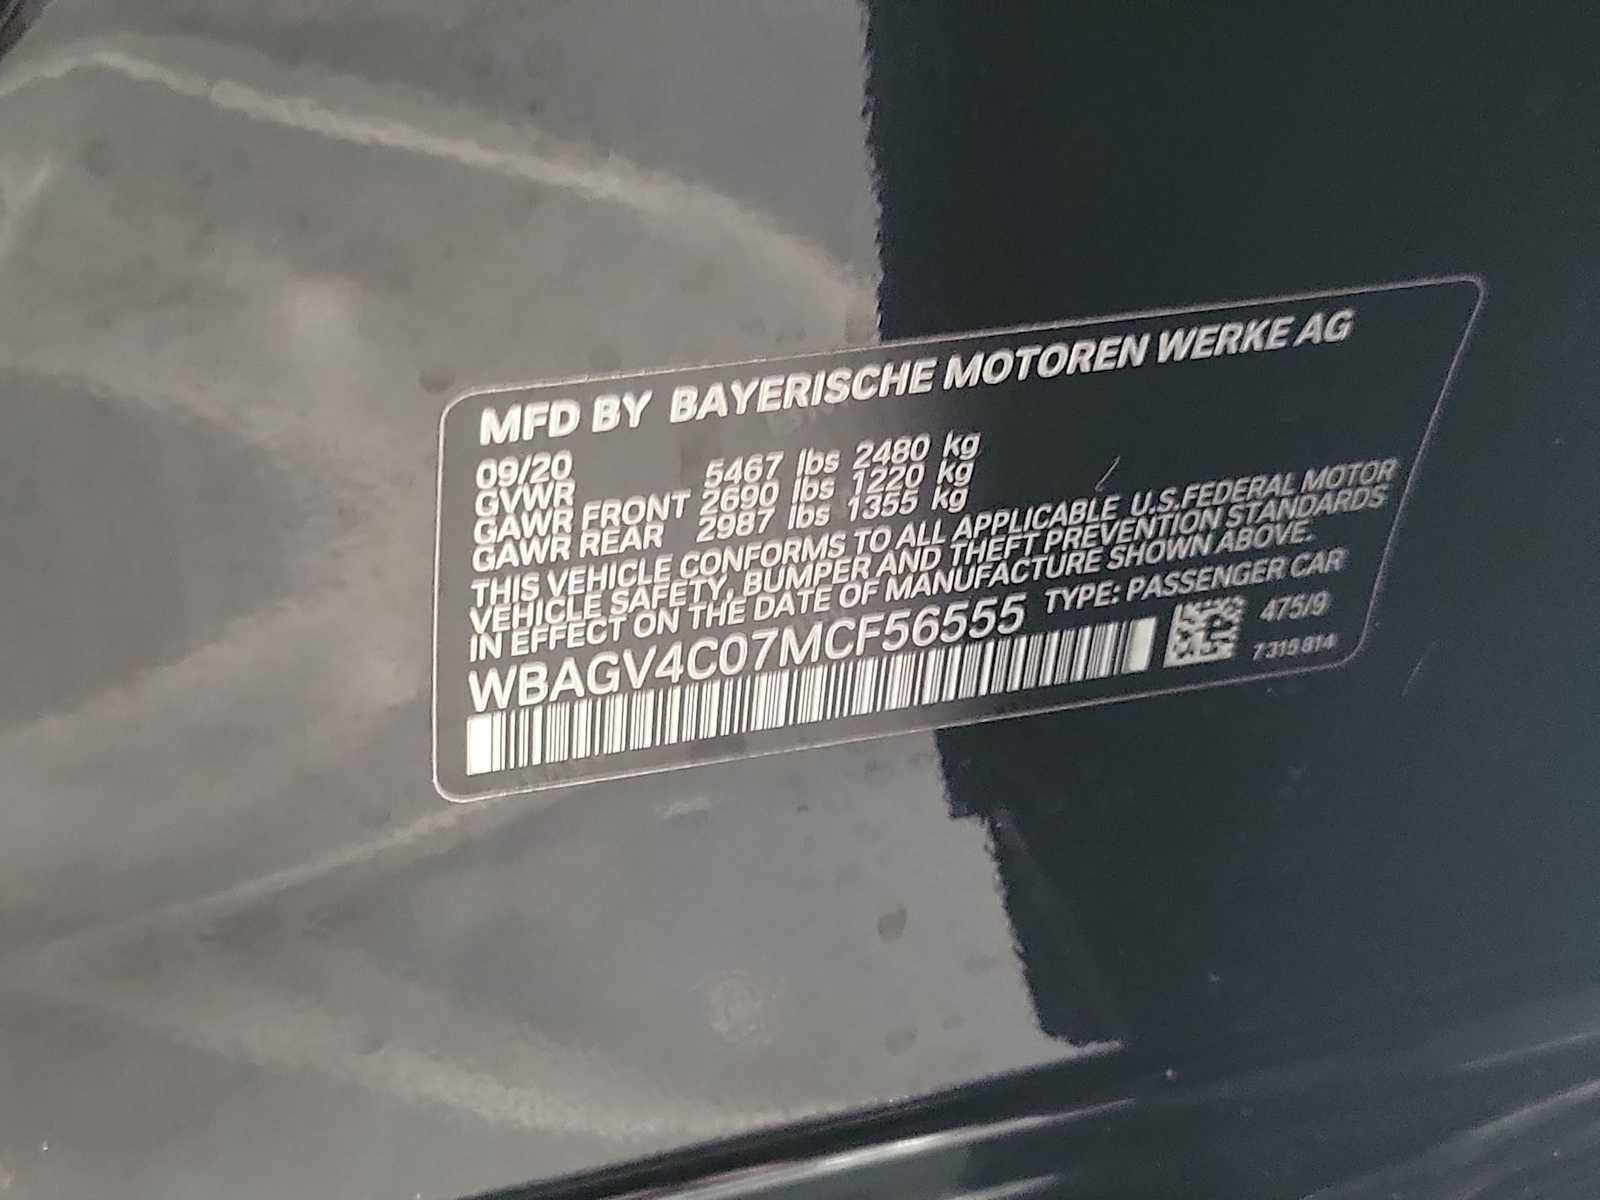 MFD BY BAYERISCHE MOTOREN WERKE AG
09/20
GVWR 5467 lbs 2480 kg
GAWR FRONT 2690 lbs 1220 kg
GAWR REAR 2987 lbs 1355 kg
THIS VEHICLE CONFORMS TO ALL APPLICABLE U.S.FEDERAL MOTOR
VEHICLE SAFETY, BUMPER AND THEFT PREVENTION STANDARDS
IN EFFECT ON THE DATE OF MANUFACTURE SHOWN ABOVE.
WBAGV4C07MCF56555 TYPE: PASSENGER CAR
475/9
7 315 814